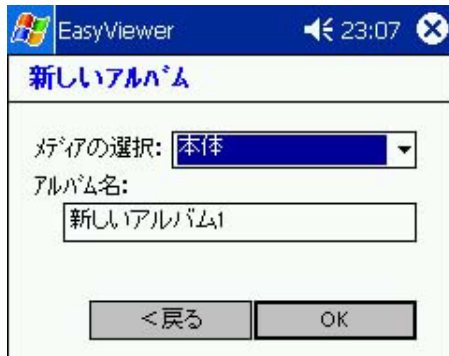 EasyViewer 23:07
新しいｱﾙﾊﾞﾑ
ﾒﾃﾞｨｱの選択: 本体
ｱﾙﾊﾞﾑ名:
新しいアルバム1
<戻る OK